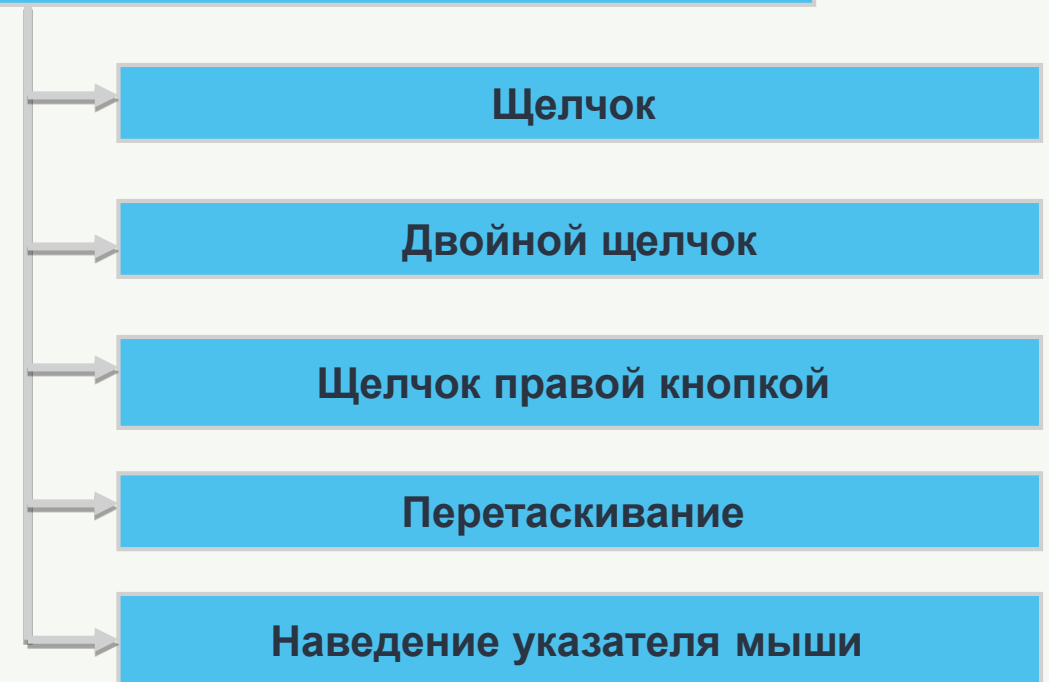 Щелчок
Двойной щелчок
Щелчок правой кнопкой
Перетаскивание
Наведение указателя мыши